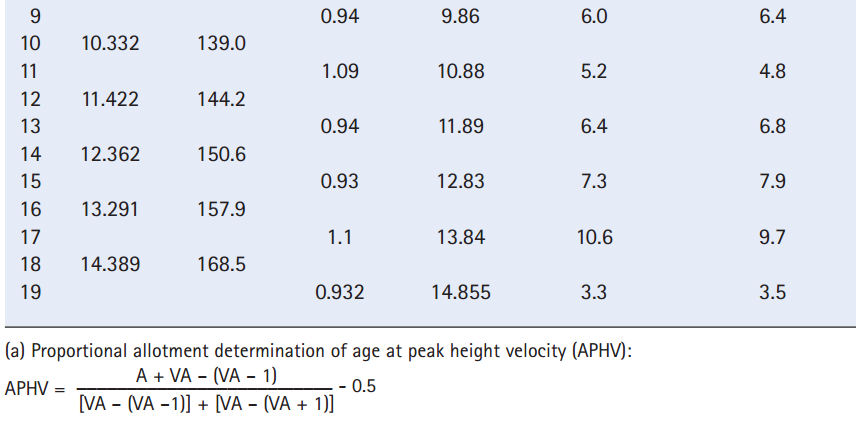 9 0.94 9.86 6.0 6.4
10 10.332 139.0
11 1.09 10.88 5.2 4.8
12 11.422 144.2
13 0.94 11.89 6.4 6.8
14 12.362 150.6
15 0.93 12.83 7.3 7.9
16 13.291 157.9
17 1.1 13.84 10.6 9.7
18 14.389 168.5
19 0.932 14.855 3.3 3.5
(a) Proportional allotment determination of age at peak height velocity (APHV):
A + VA – (VA – 1)
APHV = - 0.5
[VA – (VA –1)] + [VA – (VA + 1)]